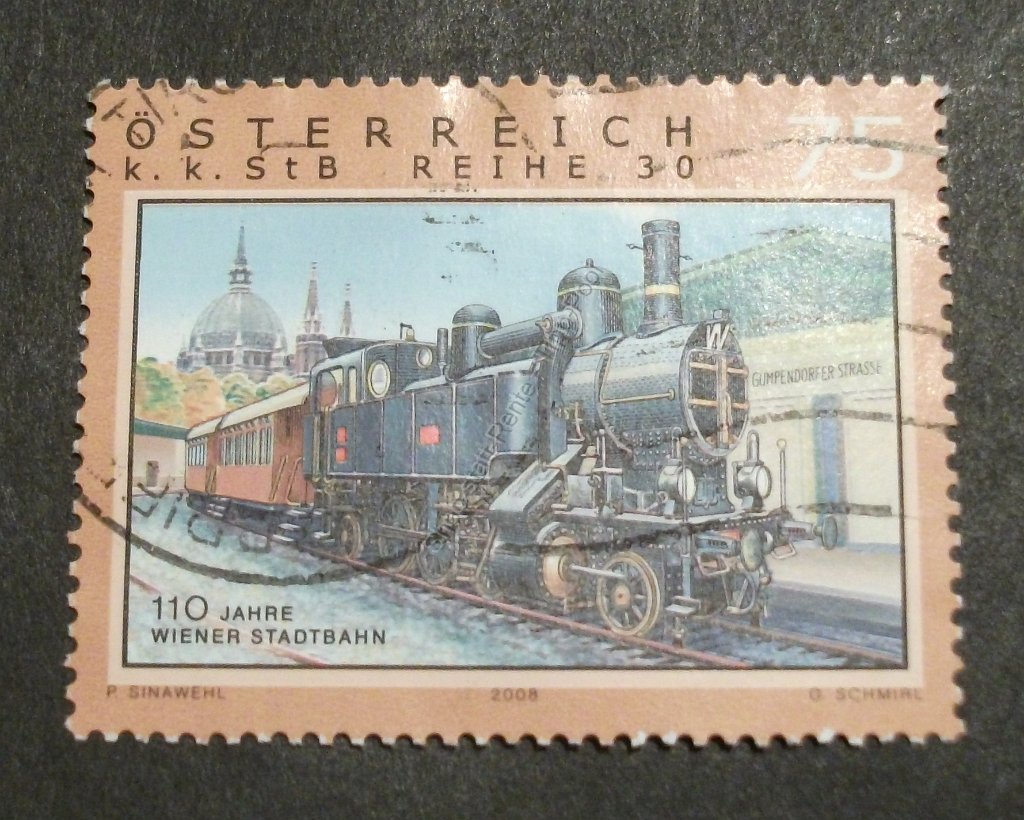 ÖSTERREICH
75
k.k.StB REIHE 30
W
GUMPENDORFER STRASSE
110 JAHRE
WIENER STADTBAHN
P. SINAWEHL 2008 G. SCHMIRL